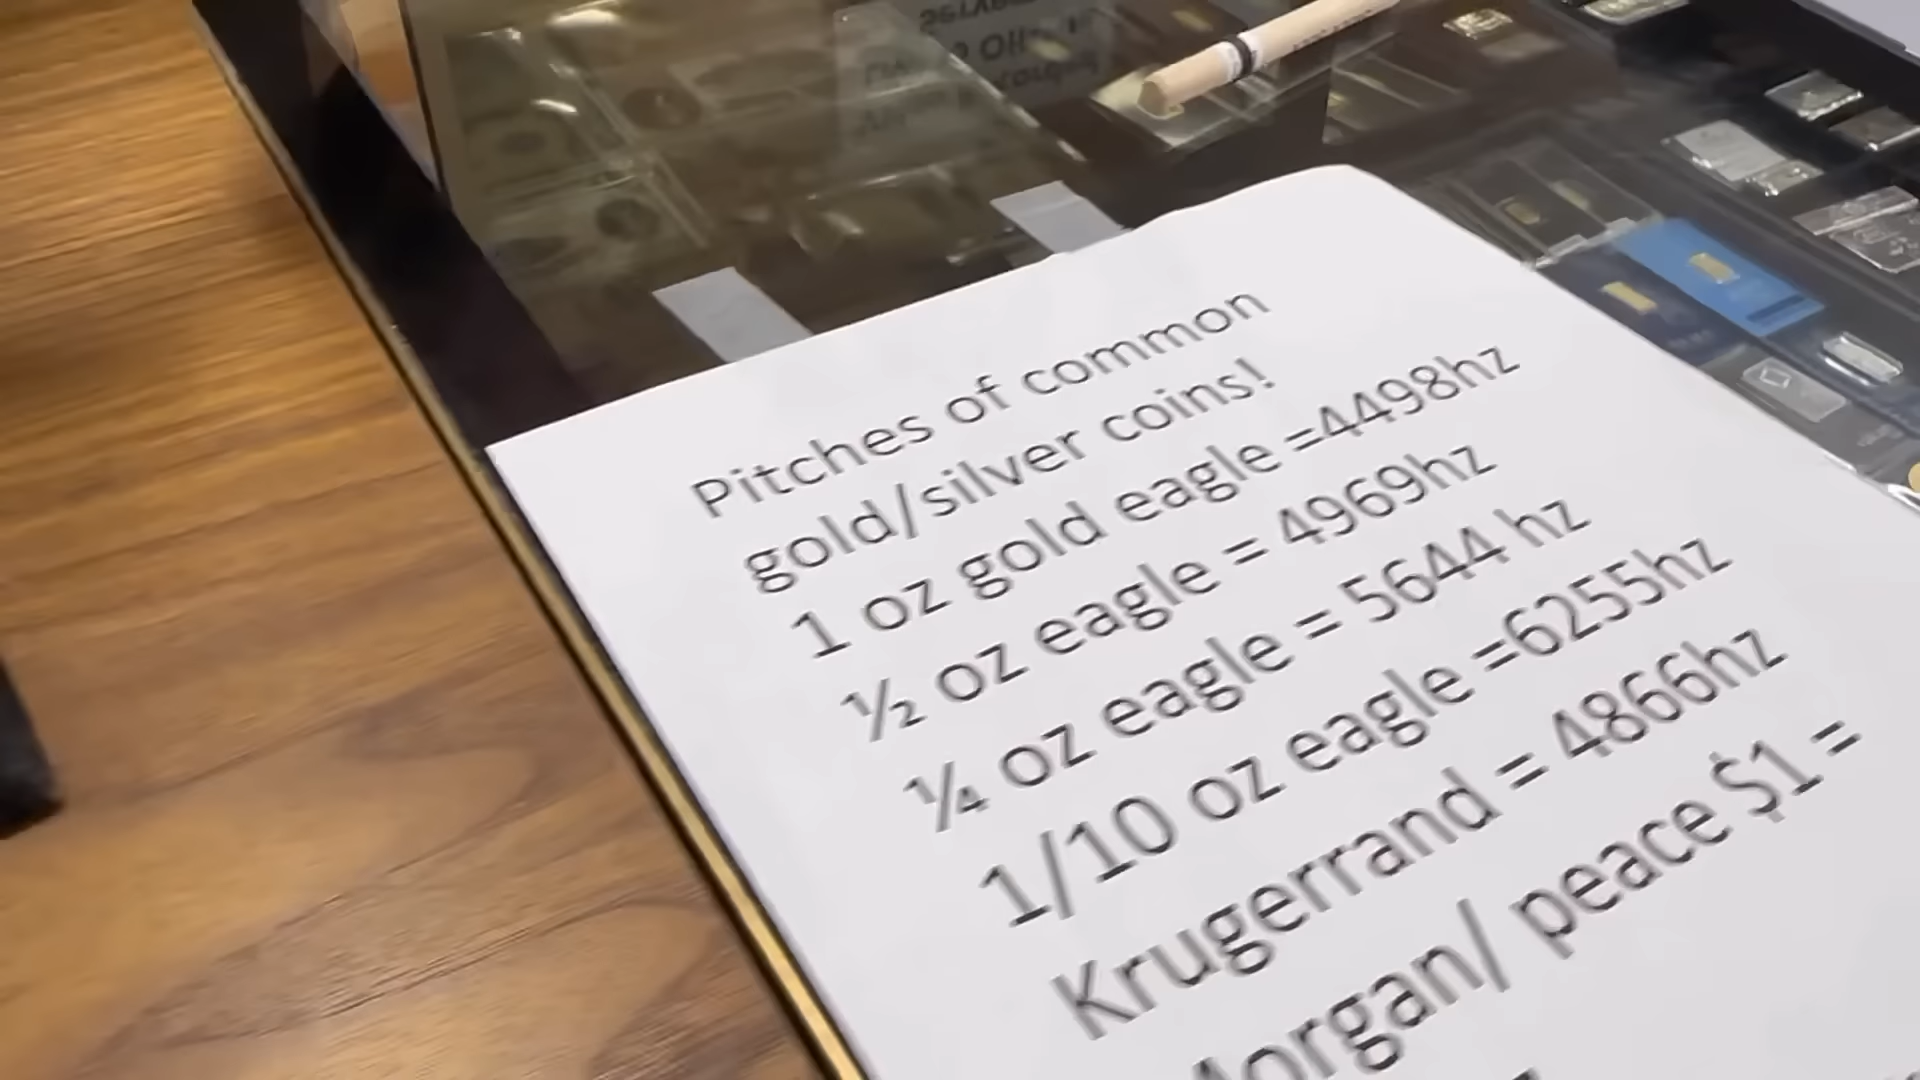 Pitches of common
gold/silver coins!
1 oz gold eagle =4498hz
½ oz eagle = 4969hz
¼ oz eagle = 5644 hz
1/10 oz eagle =6255hz
Krugerrand = 4866hz
Morgan/ peace $1 =